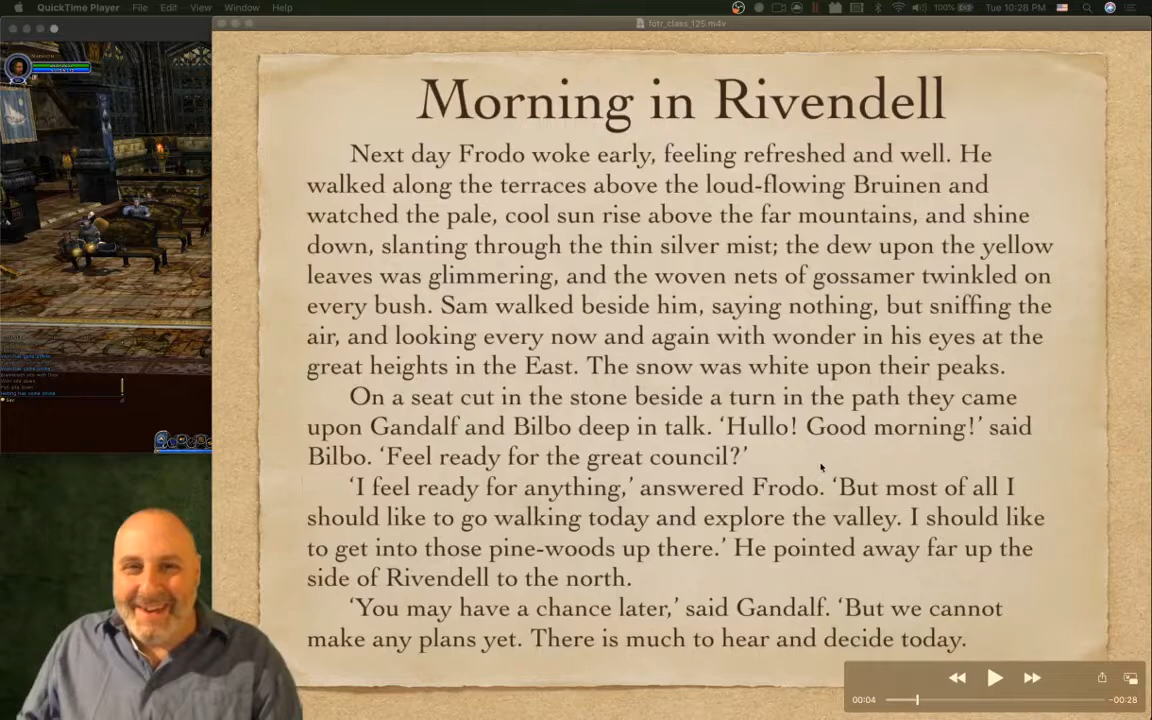 QuickTime Player File Edit View Window Help
100% Tue 10:28 PM
fotr_class_125.m4v
Morning in Rivendell
Next day Frodo woke early, feeling refreshed and well. He
walked along the terraces above the loud-flowing Bruinen and
watched the pale, cool sun rise above the far mountains, and shine
down, slanting through the thin silver mist; the dew upon the yellow
leaves was glimmering, and the woven nets of gossamer twinkled on
every bush. Sam walked beside him, saying nothing, but sniffing the
air, and looking every now and again with wonder in his eyes at the
great heights in the East. The snow was white upon their peaks.
On a seat cut in the stone beside a turn in the path they came
upon Gandalf and Bilbo deep in talk. ‘Hullo! Good morning!’ said
Bilbo. ‘Feel ready for the great council?’
‘I feel ready for anything,’ answered Frodo. ‘But most of all I
should like to go walking today and explore the valley. I should like
to get into those pine-woods up there.’ He pointed away far up the
side of Rivendell to the north.
‘You may have a chance later,’ said Gandalf. ‘But we cannot
make any plans yet. There is much to hear and decide today.
00:04
-00:28